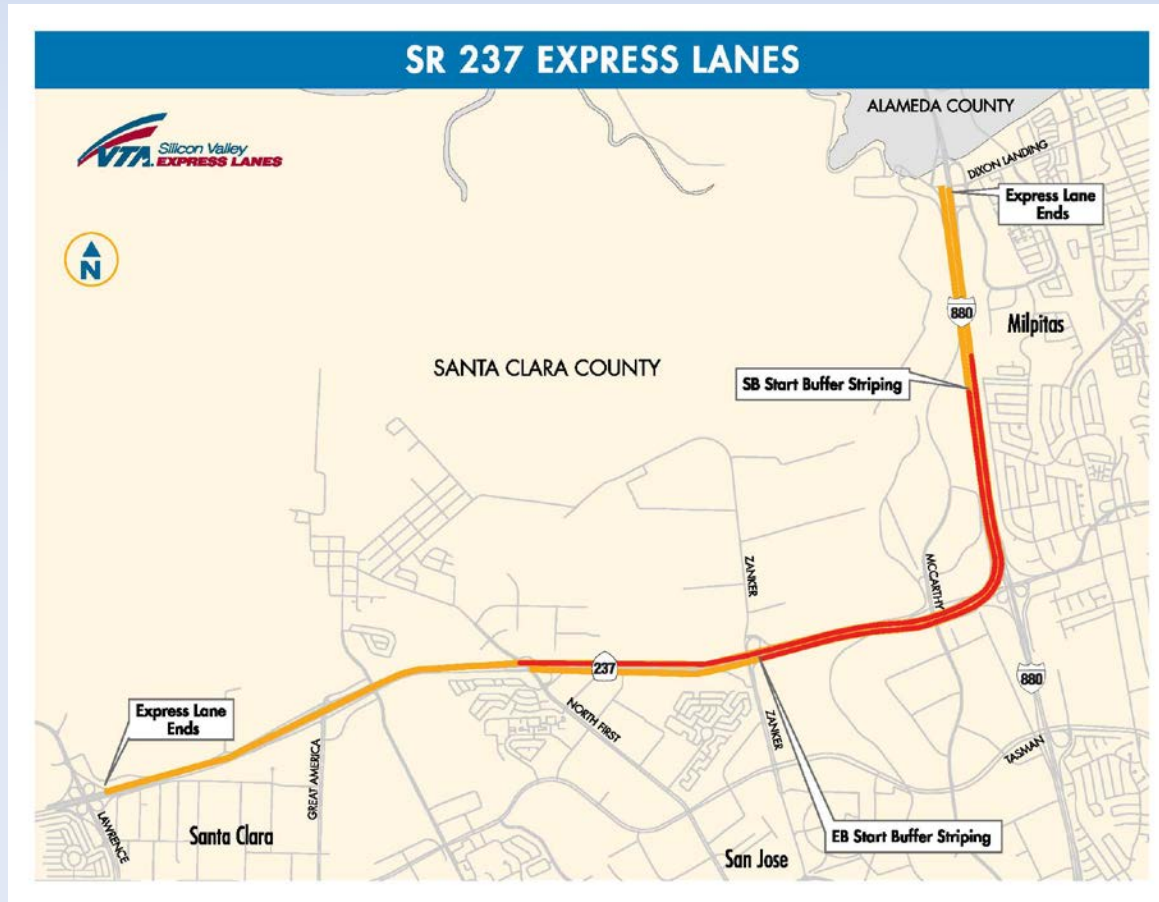 SR 237 EXPRESS LANES
ALAMEDA COUNTY
VTA Silicon Valley
EXPRESS LANES
DIXON LANDING
Express Lane
Ends
N
880
Milpitas
SANTA CLARA COUNTY
SB Start Buffer Striping
ZANKER
MCCARTHY
237
880
Express Lane
Ends
NORTH FIRST
ZANKER
GREAT AMERICA
TASMAN
LAWRENCE
Santa Clara
EB Start Buffer Striping
San Jose